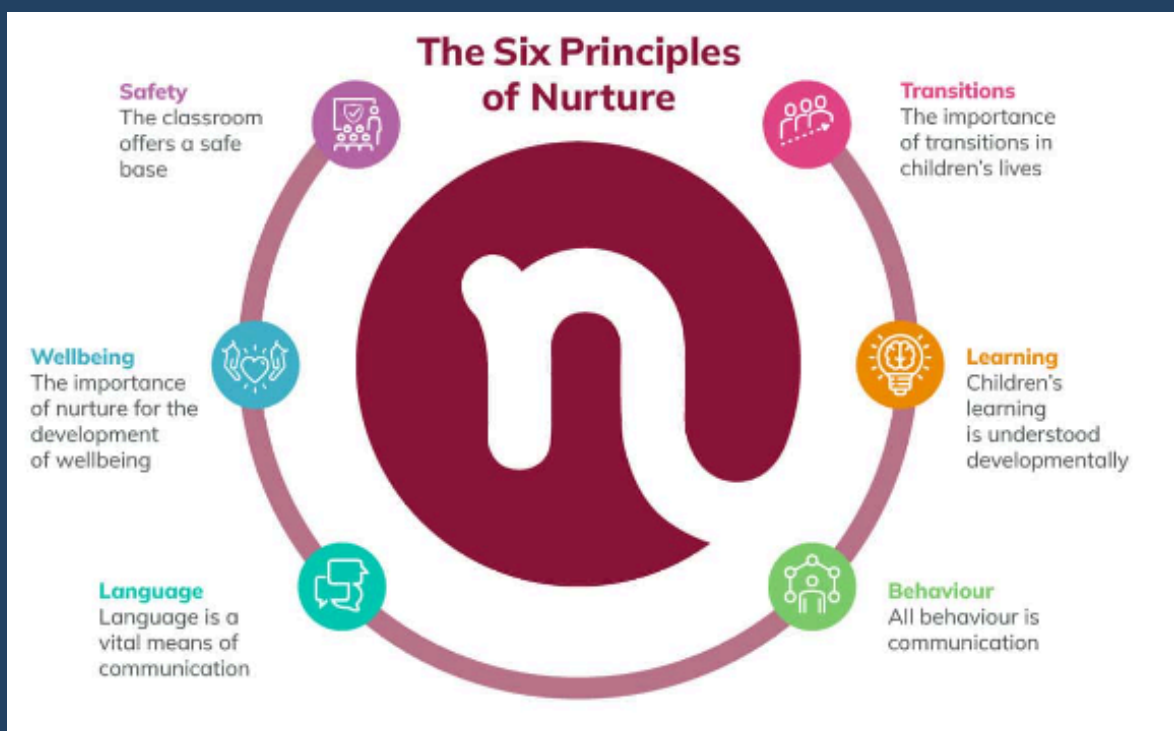 The Six Principles
of Nurture
Safety
The classroom
offers a safe
base
Transitions
The importance
of transitions in
children's lives
Wellbeing
The importance
of nurture for the
development
of wellbeing
Learning
Children's
learning
is understood
developmentally
Language
Language is a
vital means of
communication
Behaviour
All behaviour is
communication
n